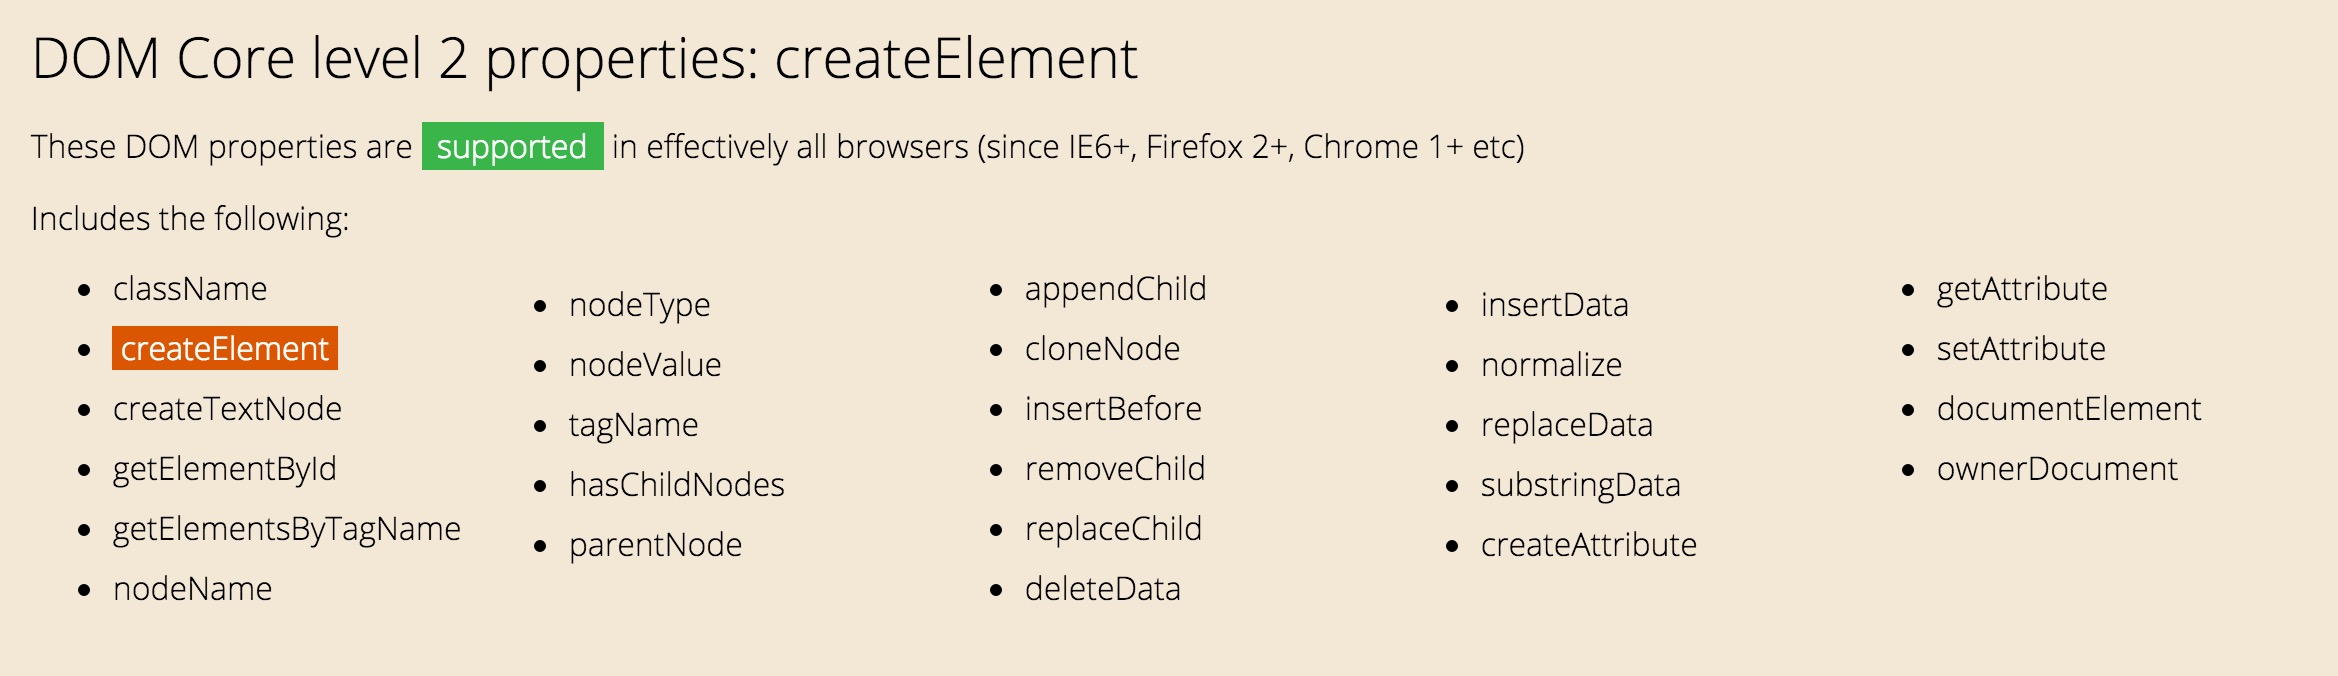 DOM Core level 2 properties: createElement
These DOM properties are supported in effectively all browsers (since IE6+, Firefox 2+, Chrome 1+ etc)
Includes the following:
className
createElement
createTextNode
getElementById
getElementsByTagName
nodeName
nodeType
nodeValue
tagName
hasChildNodes
parentNode
appendChild
cloneNode
insertBefore
removeChild
replaceChild
deleteData
insertData
normalize
replaceData
substringData
createAttribute
getAttribute
setAttribute
documentElement
ownerDocument